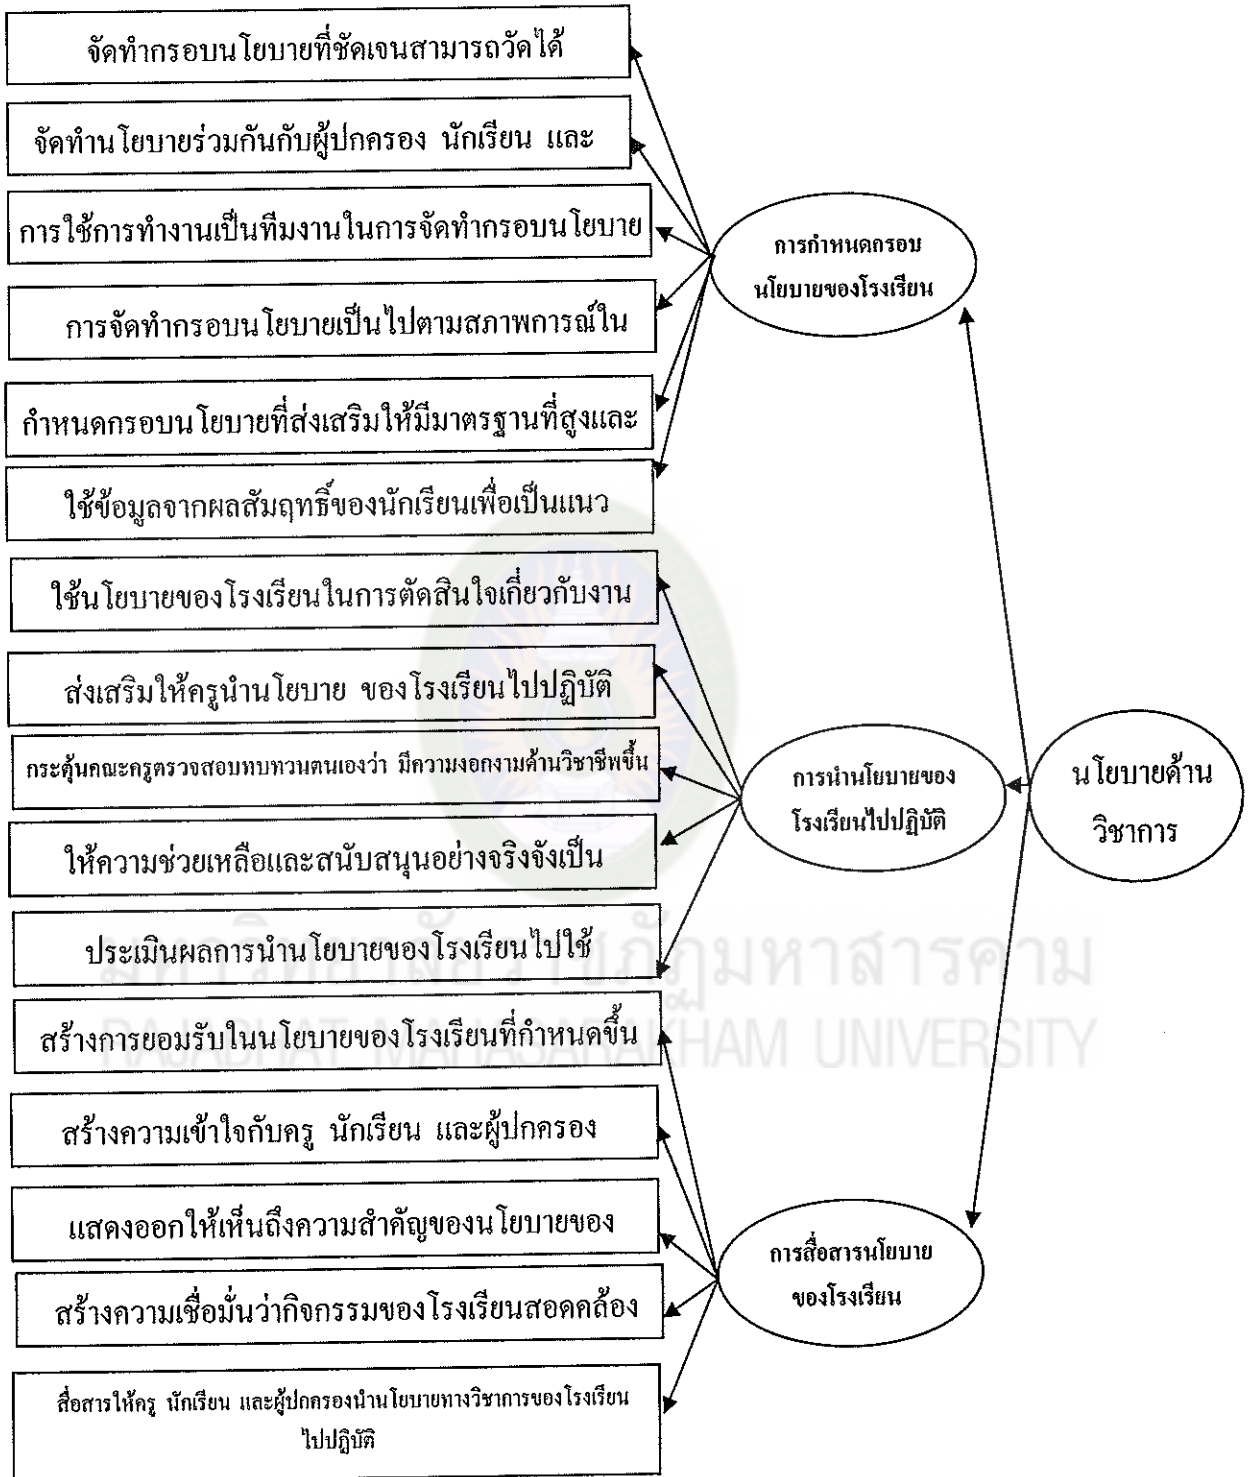 จัดทำกรอบนโยบายที่ชัดเจนสามารถวัดได้
จัดทำนโยบายร่วมกันกับผู้ปกครอง นักเรียน และ
การใช้การทำงานเป็นทีมงานในการจัดทำกรอบนโยบาย
การจัดทำกรอบนโยบายเป็นไปตามสภาพการณ์ใน
กำหนดกรอบนโยบายที่ส่งเสริมให้มีมาตรฐานที่สูงและ
ใช้ข้อมูลจากผลสัมฤทธิ์ของนักเรียนเพื่อเป็นแนว
การกำหนดกรอบ
นโยบายของโรงเรียน
ใช้นโยบายของโรงเรียนในการตัดสินใจเกี่ยวกับงาน
ส่งเสริมให้ครูนำนโยบาย ของโรงเรียนไปปฏิบัติ
กระตุ้นคณะครูตรวจสอบทบทวนตนเองว่า มีความงอกงามด้านวิชาชีพขึ้น
ให้ความช่วยเหลือและสนับสนุนอย่างจริงจังเป็น
ประเมินผลการนำนโยบายของโรงเรียนไปใช้
การนำนโยบายของ
โรงเรียนไปปฏิบัติ
นโยบายด้าน
วิชาการ
สร้างการยอมรับในนโยบายของโรงเรียนที่กำหนดขึ้น
สร้างความเข้าใจกับครู นักเรียน และผู้ปกครอง
แสดงออกให้เห็นถึงความสำคัญของนโยบายของ
สร้างความเชื่อมั่นว่ากิจกรรมของโรงเรียนสอดคล้อง
สื่อสารให้ครู นักเรียน และผู้ปกครองนำนโยบายทางวิชาการของโรงเรียน
ไปปฏิบัติ
การสื่อสารนโยบาย
ของโรงเรียน
มหาวิทยาลัยราชภัฏมหาสารคาม
RAJABHAT MAHASARAKHAM UNIVERSITY